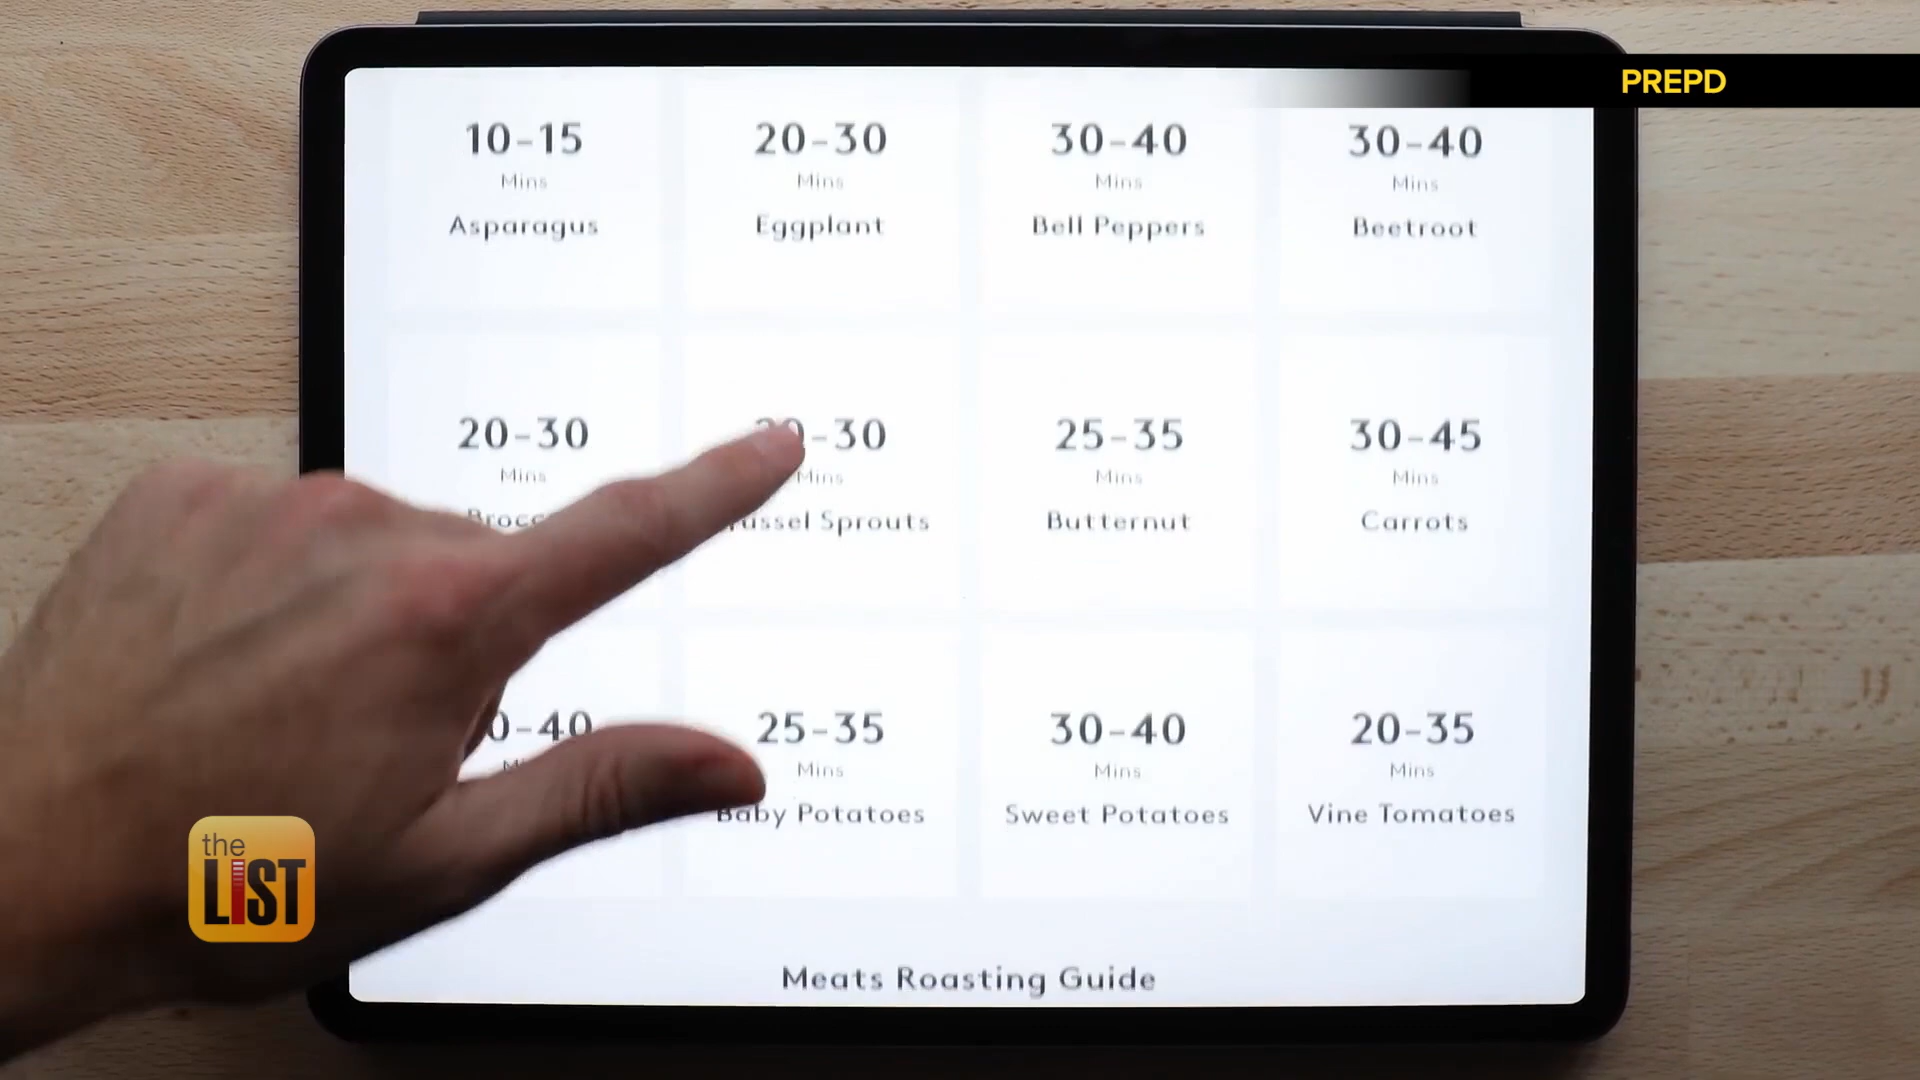 PREPD
10-15 20-30 30-40 30-40
Mins Mins Mins Mins
Asparagus Eggplant Bell Peppers Beetroot
20-30 -30 25-35 30-45
Mins Mins Mins Mins
Sprouts Butternut Carrots
-40 25-35 30-40 20-35
Mins Mins Mins
Baby Potatoes Sweet Potatoes Vine Tomatoes
the
LIST
Meats Roasting Guide